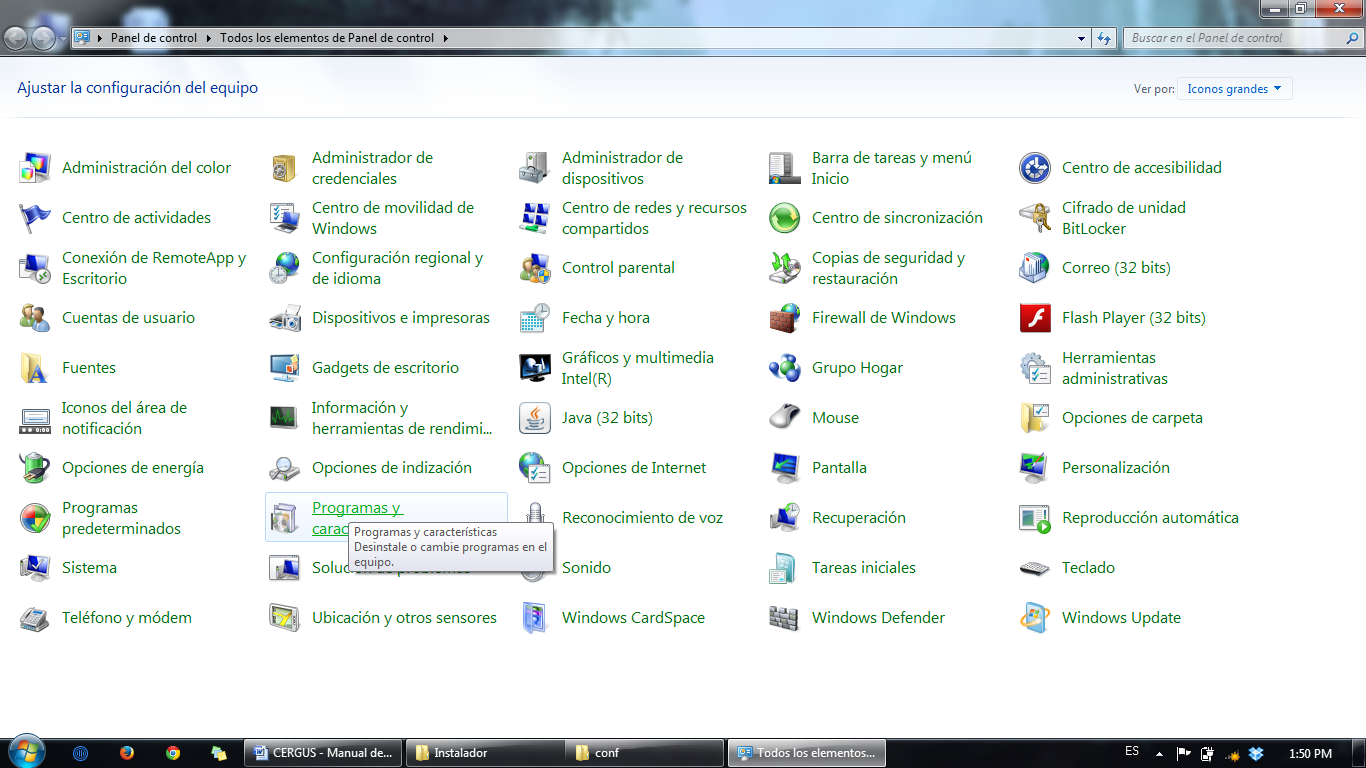 Panel de control
Todos los elementos de Panel de control
Buscar en el Panel de control
Ajustar la configuración del equipo
Ver por:
Iconos grandes
Administración del color
Administrador de
credenciales
Administrador de
dispositivos
Barra de tareas y menú
Inicio
Centro de accesibilidad
Centro de actividades
Centro de movilidad de
Windows
Centro de redes y recursos
compartidos
Centro de sincronización
Cifrado de unidad
BitLocker
Conexión de RemoteApp y
Escritorio
Configuración regional y
de idioma
Control parental
Copias de seguridad y
restauración
Correo (32 bits)
Cuentas de usuario
Dispositivos e impresoras
Fecha y hora
Firewall de Windows
Flash Player (32 bits)
Fuentes
Gadgets de escritorio
Gráficos y multimedia
Intel(R)
Grupo Hogar
Herramientas
administrativas
Iconos del área de
notificación
Información y
herramientas de rendimi...
Java (32 bits)
Mouse
Opciones de carpeta
Opciones de energía
Opciones de indización
Opciones de Internet
Pantalla
Personalización
Programas
predeterminados
Programas y
Programas y características
Desinstale o cambie programas en el
equipo.
Reconocimiento de voz
Recuperación
Reproducción automática
Sistema
Sonido
Tareas iniciales
Teclado
Teléfono y módem
Ubicación y otros sensores
Windows CardSpace
Windows Defender
Windows Update
CERGUS - Manual de...
Instalador
conf
Todos los elementos...
ES
1:50 PM